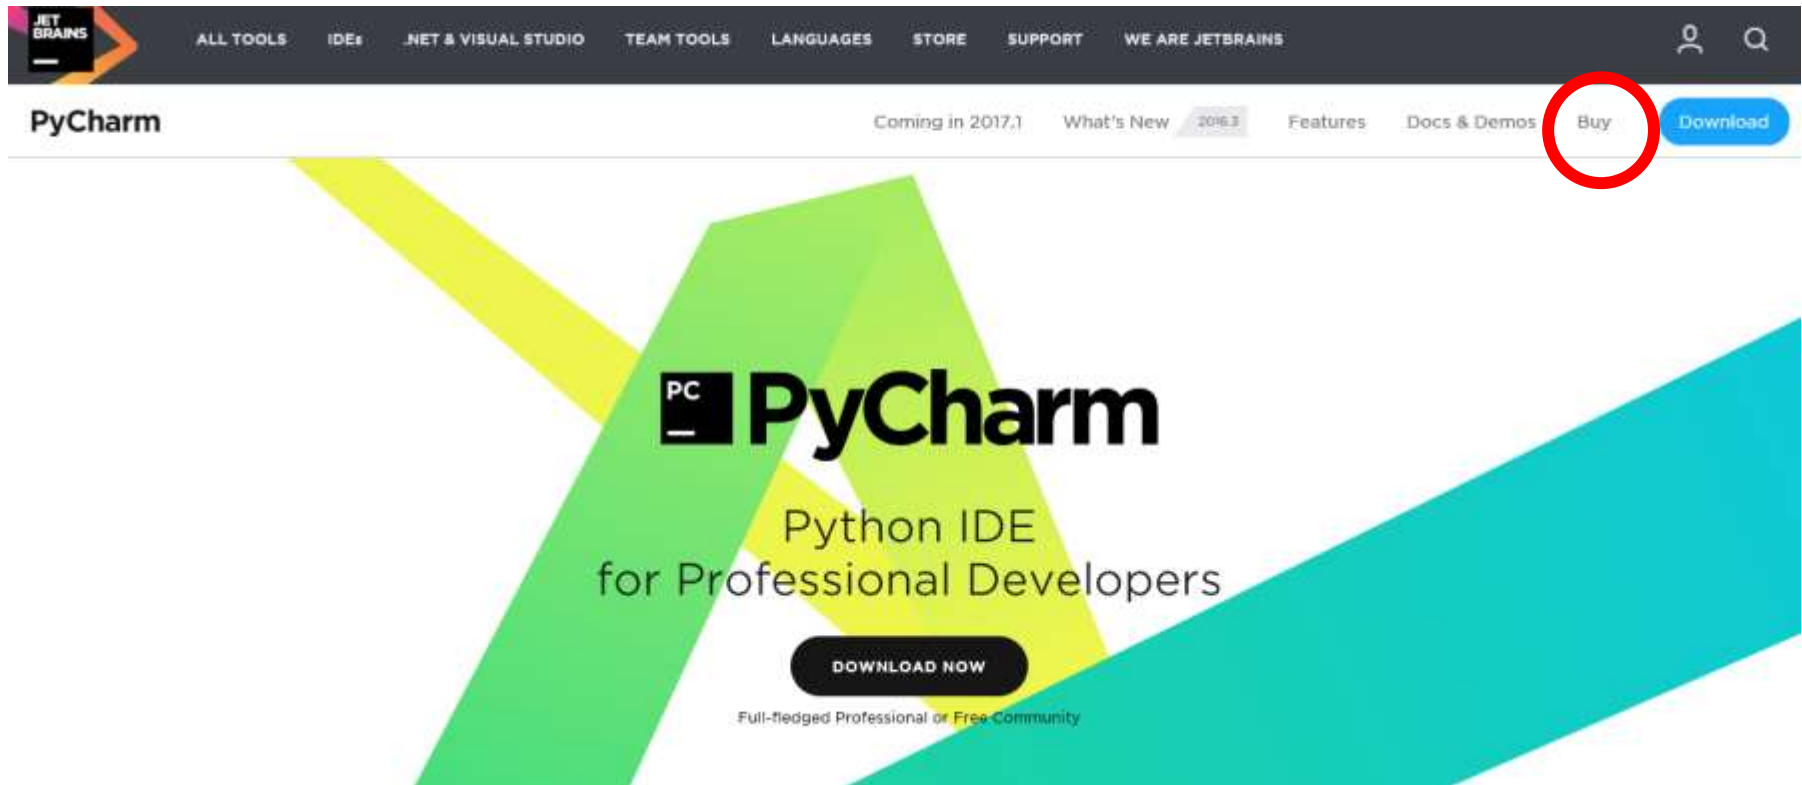 JET
BRAINS
ALL TOOLS IDEs .NET & VISUAL STUDIO TEAM TOOLS LANGUAGES STORE SUPPORT WE ARE JETBRAINS
PyCharm Coming in 2017.1 What's New 2016.3 Features Docs & Demos Buy Download
PC PyCharm
Python IDE
for Professional Developers
DOWNLOAD NOW
Full-fledged Professional or Free Community